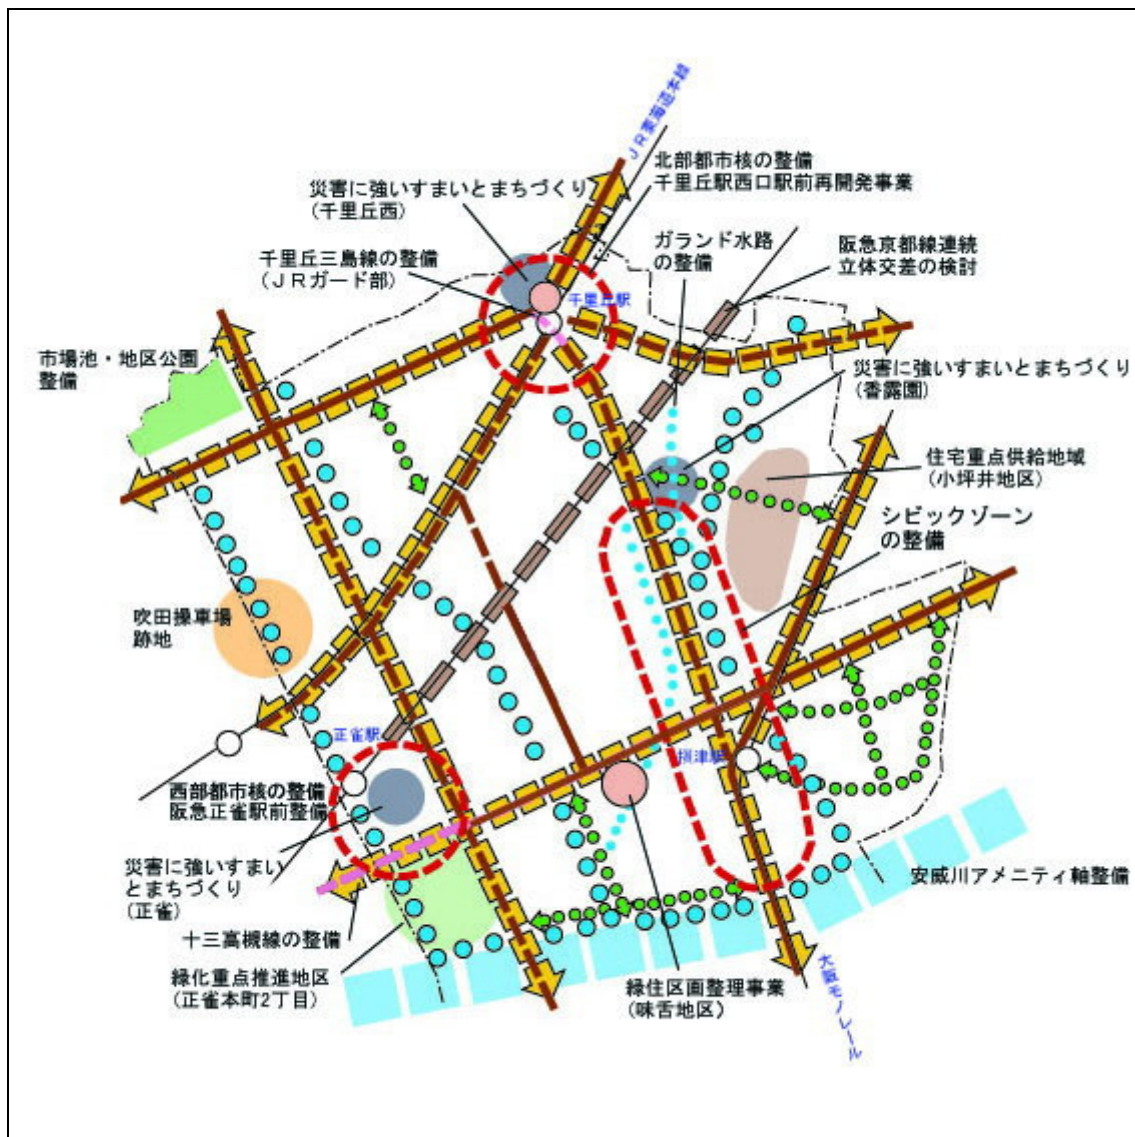 JR東海道本線
北部都市核の整備
千里丘駅西口駅前再開発事業
災害に強いすまいとまちづくり
(千里丘西)
ガランド水路
の整備
阪急京都線連続
立体交差の検討
千里丘三島線の整備
(JRガード部)
千里丘駅
市場池・地区公園
整備
災害に強いすまいとまちづくり
(香露園)
住宅重点供給地域
(小坪井地区)
シビックゾーン
の整備
吹田操車場
跡地
正雀駅
摂津駅
西部都市核の整備
阪急正雀駅前整備
災害に強いすまい
とまちづくり
(正雀)
安威川アメニティ軸整備
十三高槻線の整備
緑化重点推進地区
(正雀本町2丁目)
緑住区画整理事業
(味舌地区)
大阪モノレール